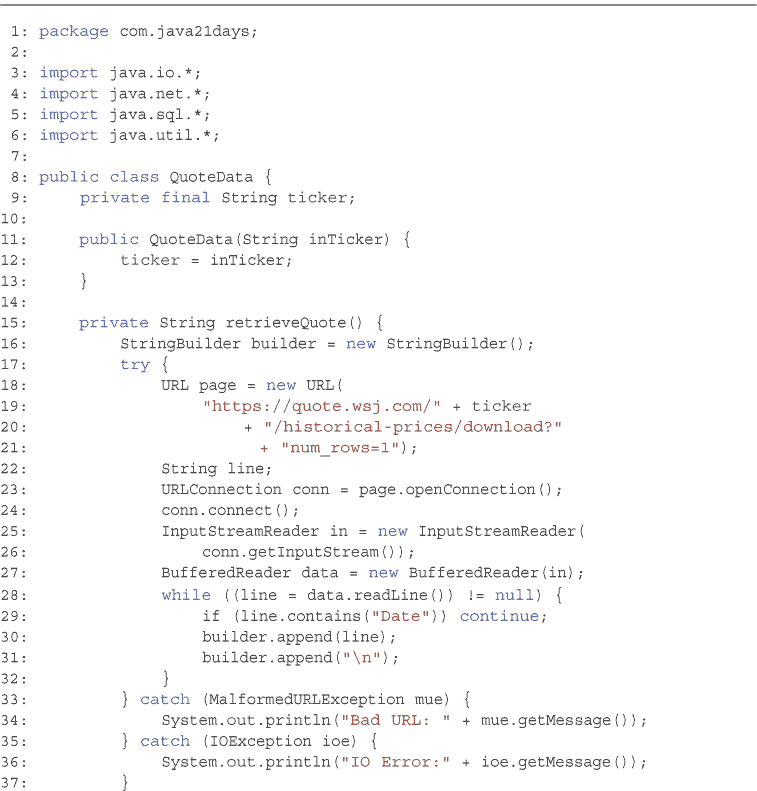 1: package com.java21days;
2:
3: import java.io.*;
4: import java.net.*;
5: import java.sql.*;
6: import java.util.*;
7:
8: public class QuoteData {
9:     private final String ticker;
10:
11:     public QuoteData(String inTicker) {
12:         ticker = inTicker;
13:     }
14:
15:     private String retrieveQuote() {
16:         StringBuilder builder = new StringBuilder();
17:         try {
18:             URL page = new URL(
19:                 "https://quote.wsj.com/" + ticker
20:                     + "/historical-prices/download?"
21:                       + "num_rows=1");
22:             String line;
23:             URLConnection conn = page.openConnection();
24:             conn.connect();
25:             InputStreamReader in = new InputStreamReader(
26:                 conn.getInputStream());
27:             BufferedReader data = new BufferedReader(in);
28:             while ((line = data.readLine()) != null) {
29:                 if (line.contains("Date")) continue;
30:                 builder.append(line);
31:                 builder.append("\n");
32:             }
33:         } catch (MalformedURLException mue) {
34:             System.out.println("Bad URL: " + mue.getMessage());
35:         } catch (IOException ioe) {
36:             System.out.println("IO Error:" + ioe.getMessage());
37:         }